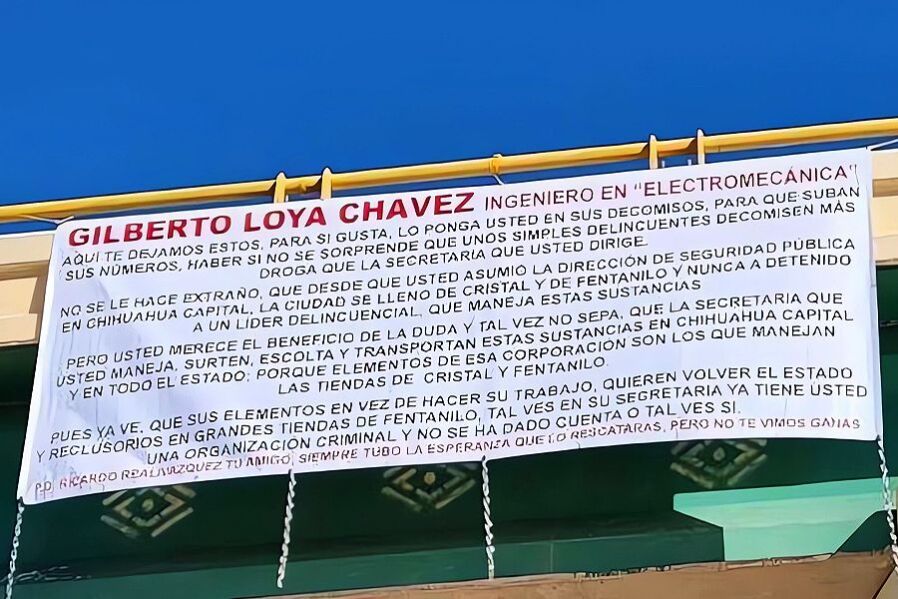 GILBERTO LOYA CHAVEZ INGENIERO EN "ELECTROMECÁNICA"
AQUI TE DEJAMOS ESTOS, PARA SI GUSTA, LO PONGA USTED EN SUS DECOMISOS, PARA QUE SUBAN
SUS NÚMEROS, HABER SI NO SE SORPRENDE QUE UNOS SIMPLES DELINCUENTES DECOMISEN MÁS
DROGA QUE LA SECRETARIA QUE USTED DIRIGE.
NO SE LE HACE EXTRAÑO, QUE DESDE QUE USTED ASUMIÓ LA DIRECCIÓN DE SEGURIDAD PÚBLICA
EN CHIHUAHUA CAPITAL, LA CIUDAD SE LLENO DE CRISTAL Y DE FENTANILO Y NUNCA A DETENIDO
A UN LÍDER DELINCUENCIAL, QUE MANEJA ESTAS SUSTANCIAS
PERO USTED MERECE EL BENEFICIO DE LA DUDA Y TAL VEZ NO SEPA, QUE LA SECRETARIA QUE
USTED MANEJA, SURTEN, ESCOLTA Y TRANSPORTAN ESTAS SUSTANCIAS EN CHIHUAHUA CAPITAL
Y EN TODO EL ESTADO; PORQUE ELEMENTOS DE ESA CORPORACIÓN SON LOS QUE MANEJAN
LAS TIENDAS DE CRISTAL Y FENTANILO.
PUES YA VE, QUE SUS ELEMENTOS EN VEZ DE HACER SU TRABAJO, QUIEREN VOLVER EL ESTADO
Y RECLUSORIOS EN GRANDES TIENDAS DE FENTANILO, TAL VES EN SU SECRETARIA YA TIENE USTED
UNA ORGANIZACIÓN CRIMINAL Y NO SE HA DADO CUENTA O TAL VES SI.
P.D. RICARDO REALIVAZQUEZ TU AMIGO, SIEMPRE TUBO LA ESPERANZA QUE LO RESCATARAS, PERO NO TE VIMOS GANAS